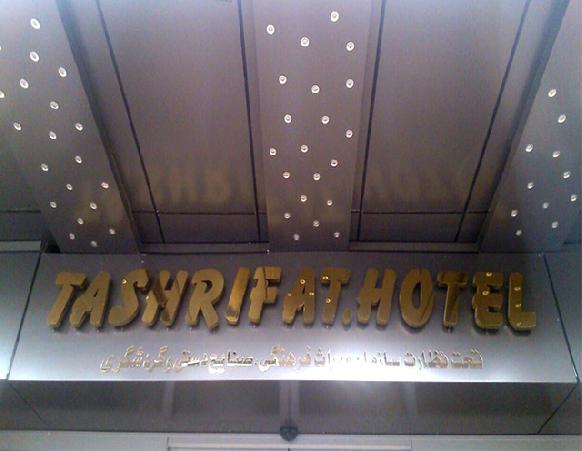 TASHRIFAT.HOTEL
تحت نظارت سازمان میراث فرهنگی، صنایع دستی و گردشگری